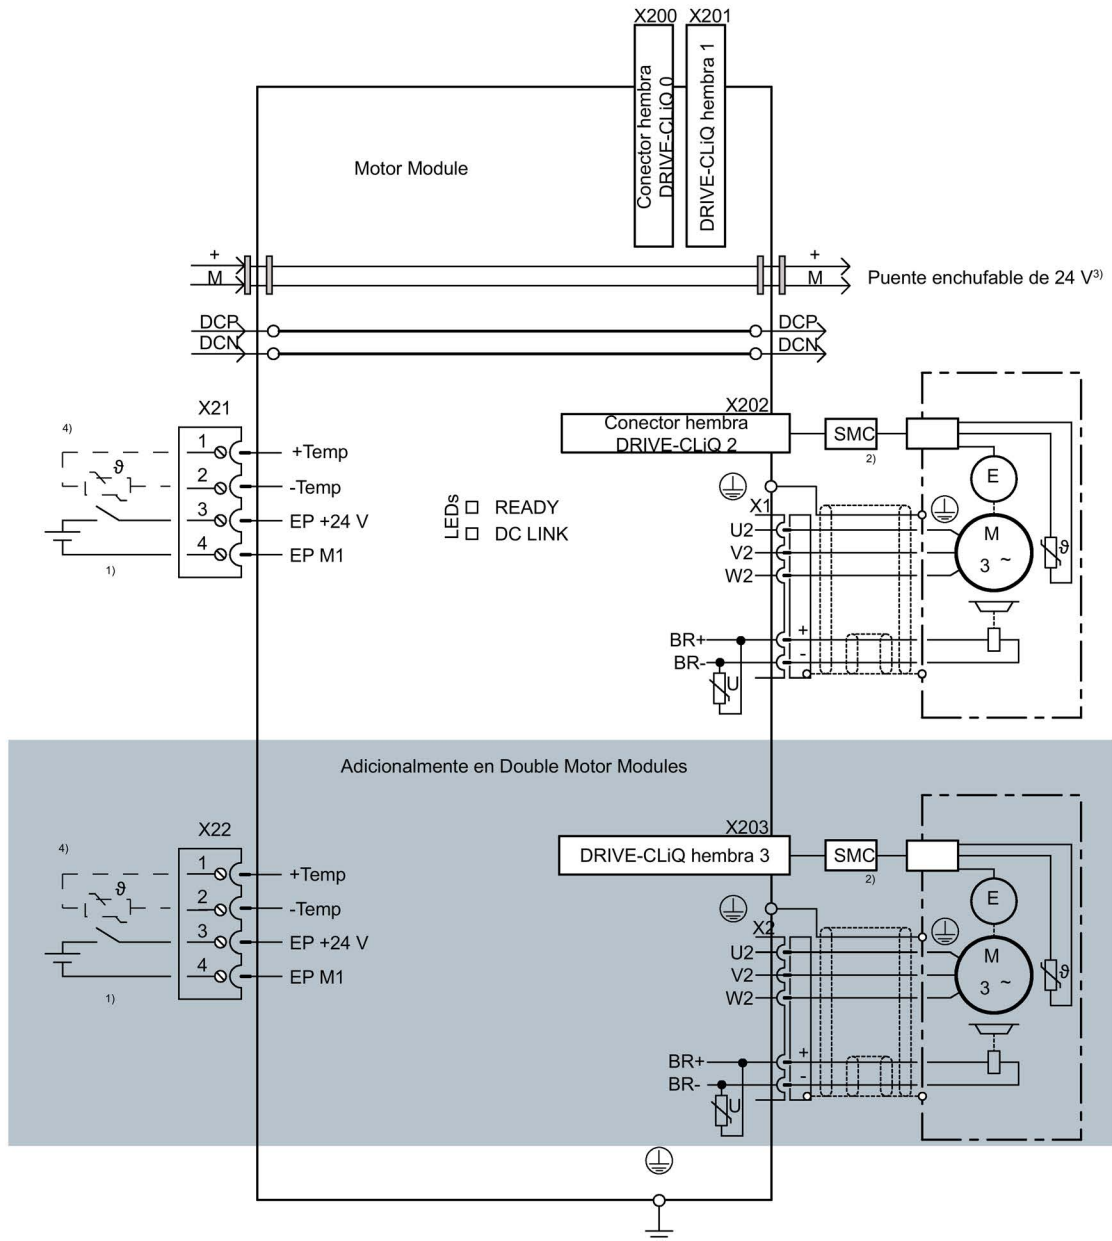 X200 X201
Conector hembra
DRIVE-CLiQ 0
DRIVE-CLiQ hembra 1
Motor Module
+ +
M M
Puente enchufable de 24 V3)
DCP DCP
DCN DCN
X21
4)
ϑ
1 +Temp
2 -Temp
3 EP +24 V
4 EP M1
1)
LEDs
READY
DC LINK
X202
Conector hembra
DRIVE-CLiQ 2
SMC
2)
E
X1
U2
V2
W2
M
3 ~
ϑ
BR+ +
BR- -
U
Adicionalmente en Double Motor Modules
X22
4)
ϑ
1 +Temp
2 -Temp
3 EP +24 V
4 EP M1
1)
X203
DRIVE-CLiQ hembra 3
SMC
2)
E
X2
U2
V2
W2
M
3 ~
ϑ
BR+ +
BR- -
U